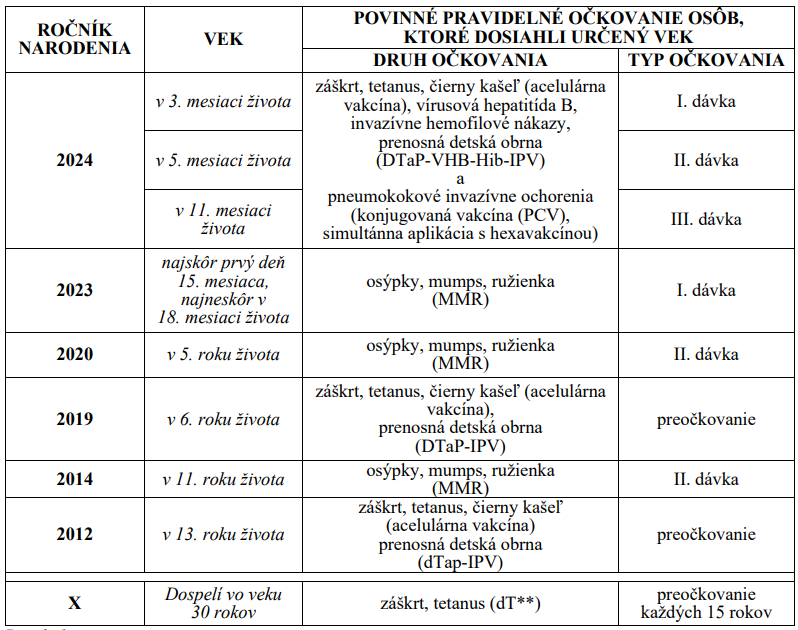 ROČNÍK
NARODENIA
VEK
POVINNÉ PRAVIDELNÉ OČKOVANIE OSÔB,
KTORÉ DOSIAHLI URČENÝ VEK
DRUH OČKOVANIA
TYP OČKOVANIA
2024
v 3. mesiaci života
záškrt, tetanus, čierny kašeľ (acelulárna
vakcína), vírusová hepatitída B,
invazívne hemofilové nákazy,
prenosná detská obrna
(DTaP-VHB-Hib-IPV)
a
pneumokokové invazívne ochorenia
(konjugovaná vakcína (PCV),
simultánna aplikácia s hexavakcínou)
I. dávka
v 5. mesiaci života
II. dávka
v 11. mesiaci
života
III. dávka
2023
najskôr prvý deň
15. mesiaca,
najneskôr v
18. mesiaci života
osýpky, mumps, ružienka
(MMR)
I. dávka
2020
v 5. roku života
osýpky, mumps, ružienka
(MMR)
II. dávka
2019
v 6. roku života
záškrt, tetanus, čierny kašeľ (acelulárna
vakcína),
prenosná detská obrna
(DTaP-IPV)
preočkovanie
2014
v 11. roku života
osýpky, mumps, ružienka
(MMR)
II. dávka
2012
v 13. roku života
záškrt, tetanus, čierny kašeľ
(acelulárna vakcína)
prenosná detská obrna
(dTap-IPV)
preočkovanie
X
Dospelí vo veku
30 rokov
záškrt, tetanus (dT**)
preočkovanie
každých 15 rokov